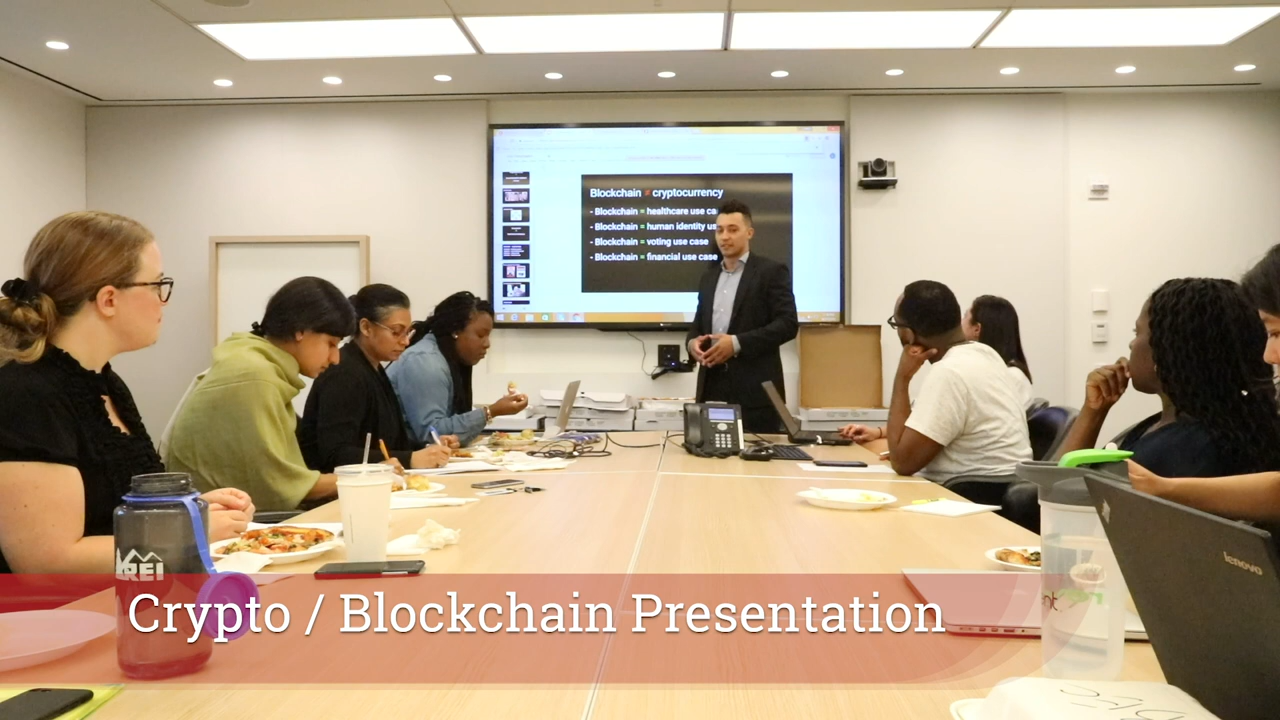 Blockchain ≠ cryptocurrency
- Blockchain = healthcare use ca
- Blockchain = human identity us
- Blockchain = voting use case
- Blockchain = financial use case
REI
lenovo
Crypto / Blockchain Presentation